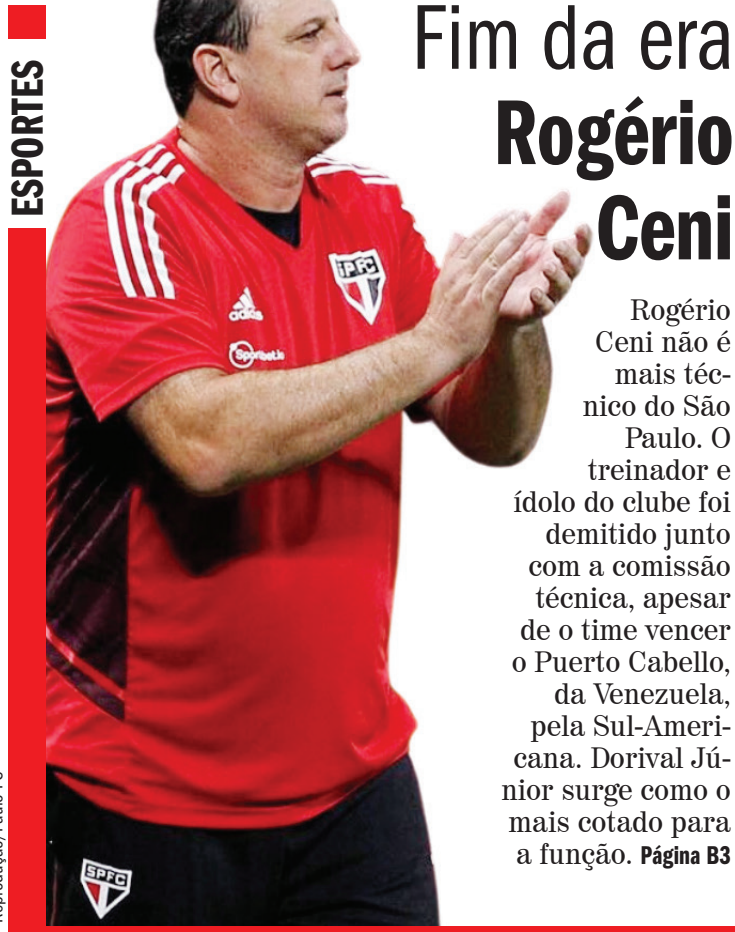 ESPORTES
Fim da era
Rogério
Ceni
Rogério
Ceni não é
mais téc-
nico do São
Paulo. O
treinador e
ídolo do clube foi
demitido junto
com a comissão
técnica, apesar
de o time vencer
o Puerto Cabello,
da Venezuela,
pela Sul-Ameri-
cana. Dorival Jú-
nior surge como o
mais cotado para
a função. Página B3
SPFC
adidas
Sportsbet.io
SPFC